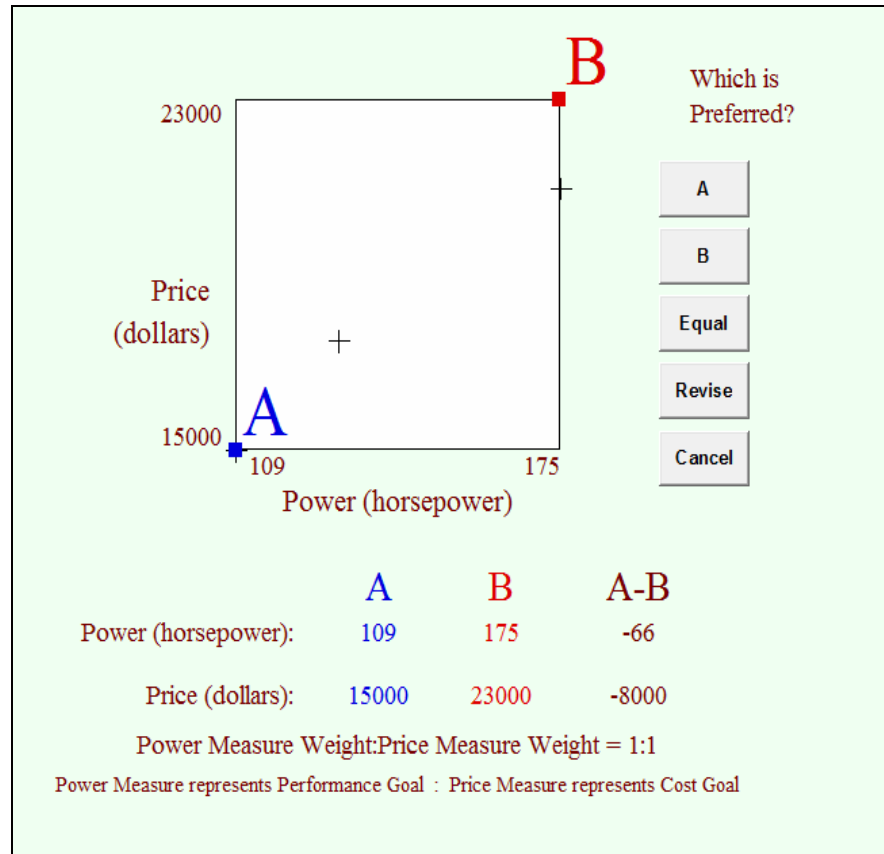 B
Which is
Preferred?
23000
A
B
Price
(dollars)
Equal
Revise
A
15000
Cancel
109 175
Power (horsepower)
A B A-B
Power (horsepower): 109 175 -66
Price (dollars): 15000 23000 -8000
Power Measure Weight:Price Measure Weight = 1:1
Power Measure represents Performance Goal : Price Measure represents Cost Goal